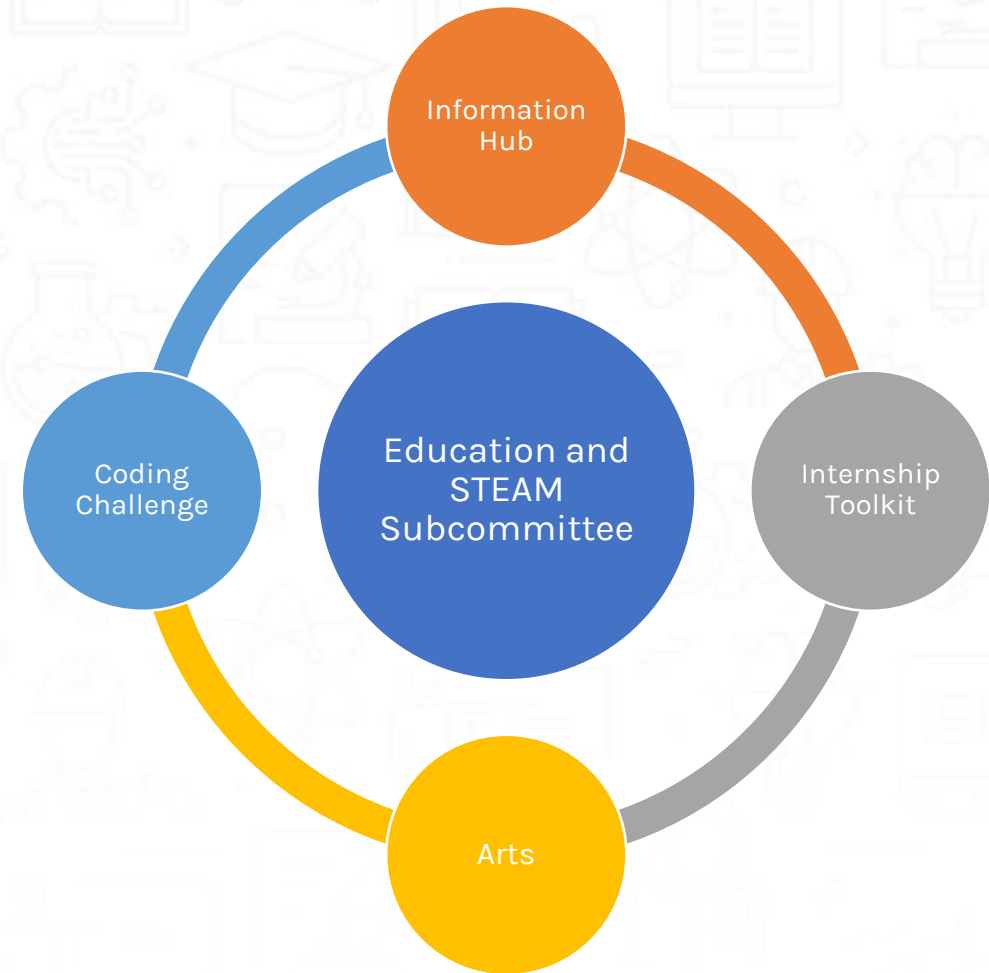 Information
Hub
Education and
STEAM
Subcommittee
Coding
Challenge
Internship
Toolkit
Arts